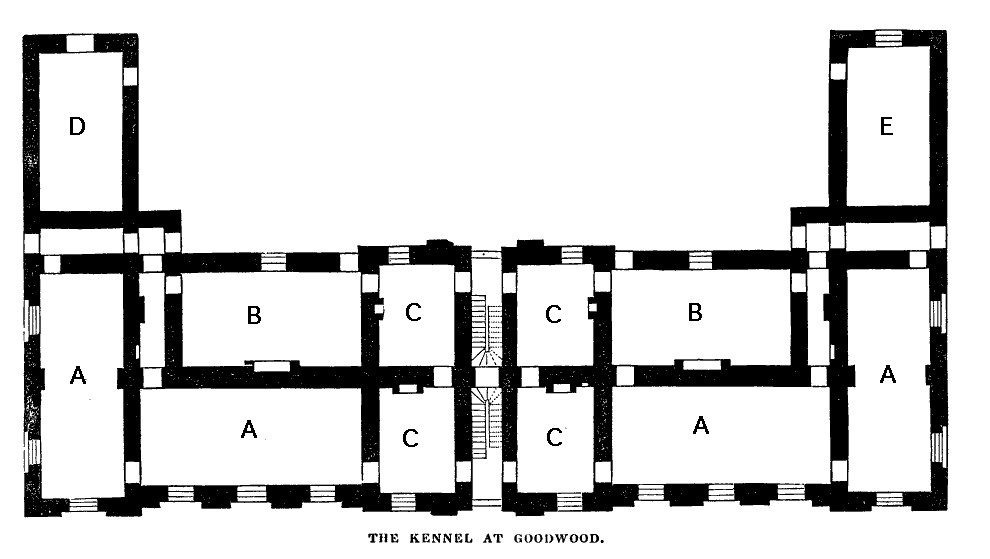 D E
B C C B
A A
A C C A
THE KENNEL AT GOODWOOD.